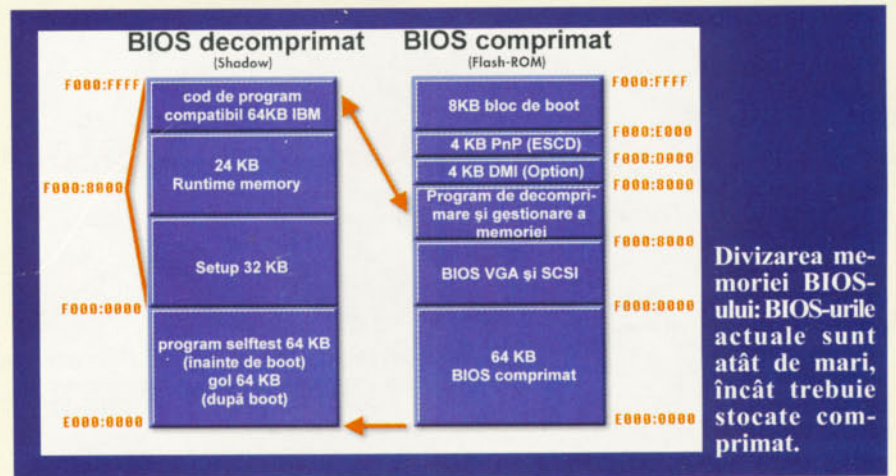 BIOS decomprimat
(Shadow)
F000:FFFF
cod de program
compatibil 64KB IBM
24 KB
Runtime memory
F000:8000
Setup 32 KB
F000:0000
program selftest 64 KB
(înainte de boot)
gol 64 KB
(după boot)
E000:0000
BIOS comprimat
(Flash-ROM)
F000:FFFF
8KB bloc de boot
F000:E000
4 KB PnP (ESCD)
F000:D000
4 KB DMI (Option)
F000:8000
Program de decompri-
mare și gestionare a
memoriei
F000:8000
BIOS VGA și SCSI
F000:0000
64 KB
BIOS comprimat
E000:0000
Divizarea me-
moriei BIOS-
ului: BIOS-urile
actuale sunt
atât de mari,
încât trebuie
stocate com-
primat.